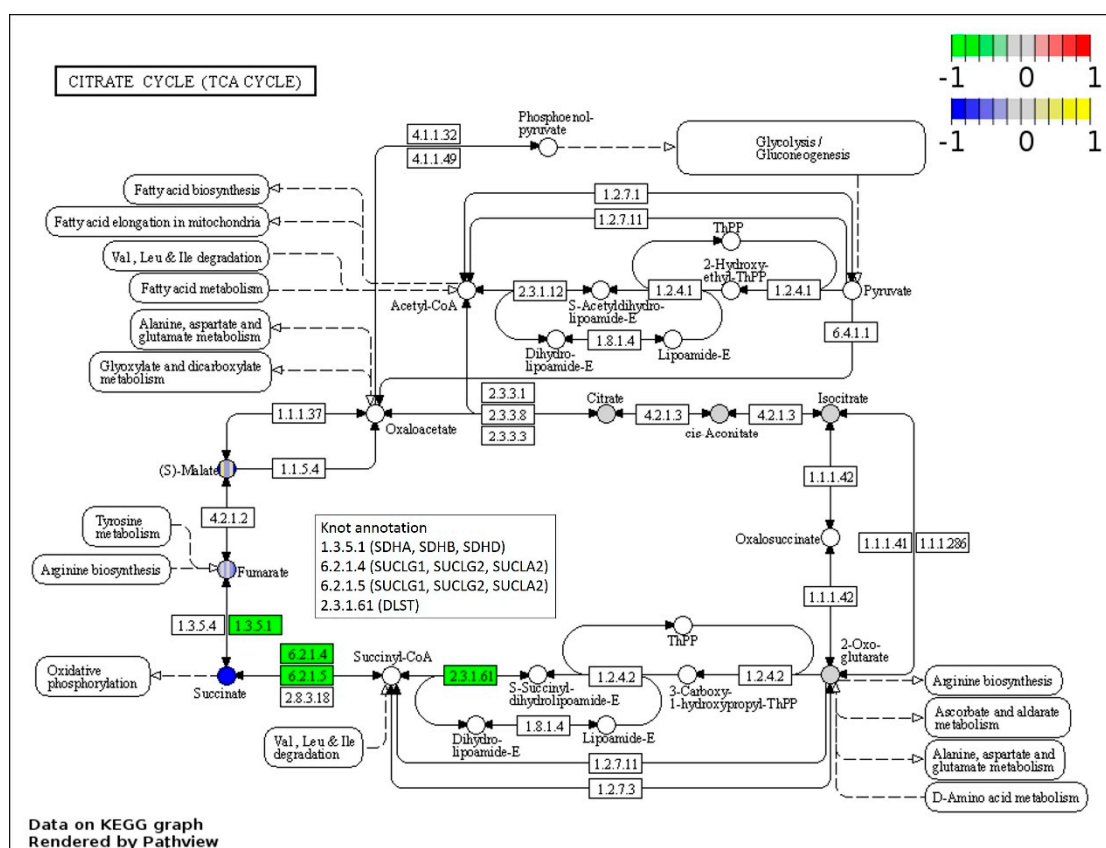 CITRATE CYCLE (TCA CYCLE)
-1 0 1
-1 0 1
Phosphoenol-
pyruvate
4.1.1.32
4.1.1.49
Glycolysis /
Gluconeogenesis
Fatty acid biosynthesis
Fatty acid elongation in mitochondria
Val, Leu & Ile degradation
Fatty acid metabolism
Alanine, aspartate and
glutamate metabolism
Glyoxylate and dicarboxylate
metabolism
1.2.7.1
1.2.7.11
ThPP
2-Hydroxy-
ethyl-ThPP
Acetyl-CoA
2.3.1.12
S-Acetyldihydro-
lipoamide-E
1.2.4.1
1.2.4.1
Pyruvate
Dihydro-
lipoamide-E
1.8.1.4
Lipoamide-E
6.4.1.1
1.1.1.37
Oxaloacetate
2.3.3.1
2.3.3.8
2.3.3.3
Citrate
4.2.1.3
cis-Aconitate
4.2.1.3
Isocitrate
(S)-Malate
1.1.5.4
1.1.1.42
4.2.1.2
Tyrosine
metabolism
Arginine biosynthesis
Fumarate
Knot annotation
1.3.5.1 (SDHA, SDHB, SDHD)
6.2.1.4 (SUCLG1, SUCLG2, SUCLA2)
6.2.1.5 (SUCLG1, SUCLG2, SUCLA2)
2.3.1.61 (DLST)
Oxalosuccinate
1.1.1.41
1.1.1.286
1.1.1.42
1.3.5.4
1.3.5.1
Oxidative
phosphorylation
Succinate
6.2.1.4
6.2.1.5
2.8.3.18
Succinyl-CoA
2.3.1.61
S-Succinyl-
dihydrolipoamide-E
1.2.4.2
ThPP
3-Carboxy-
1-hydroxypropyl-ThPP
1.2.4.2
2-Oxo-
glutarate
Val, Leu & Ile
degradation
Dihydro-
lipoamide-E
1.8.1.4
Lipoamide-E
1.2.7.11
1.2.7.3
Arginine biosynthesis
Ascorbate and aldarate
metabolism
Alanine, aspartate and
glutamate metabolism
D-Amino acid metabolism
Data on KEGG graph
Rendered by Pathview